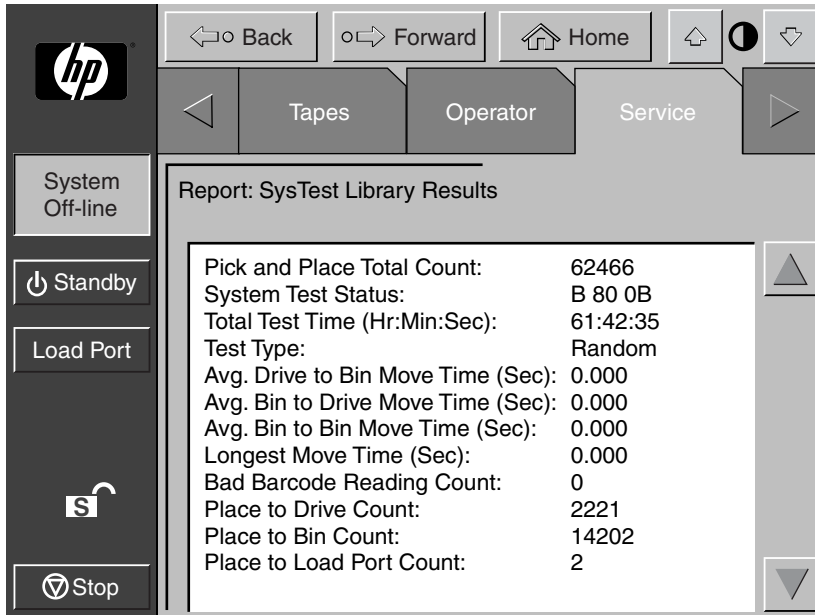 hp
Back
Forward
Home
Tapes
Operator
Service
System
Off-line
Standby
Load Port
S
Stop
Report: SysTest Library Results
Pick and Place Total Count: 62466
System Test Status: B 80 0B
Total Test Time (Hr:Min:Sec): 61:42:35
Test Type: Random
Avg. Drive to Bin Move Time (Sec): 0.000
Avg. Bin to Drive Move Time (Sec): 0.000
Avg. Bin to Bin Move Time (Sec): 0.000
Longest Move Time (Sec): 0.000
Bad Barcode Reading Count: 0
Place to Drive Count: 2221
Place to Bin Count: 14202
Place to Load Port Count: 2